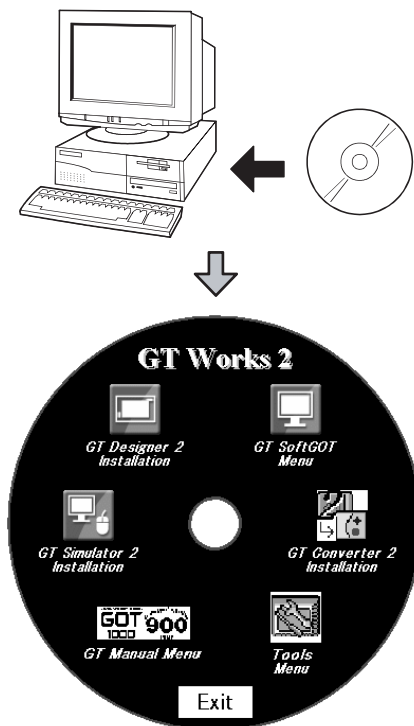 GT Works 2
GT Designer 2
Installation
GT SoftGOT
Menu
GT Simulator 2
Installation
GT Converter 2
Installation
GOT 900
1000
GT Manual Menu
Tools
Menu
Exit